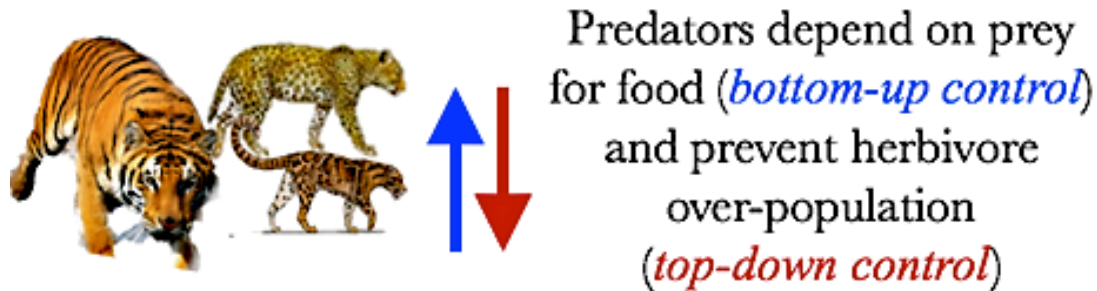 Predators depend on prey
for food (bottom-up control)
and prevent herbivore
over-population
(top-down control)